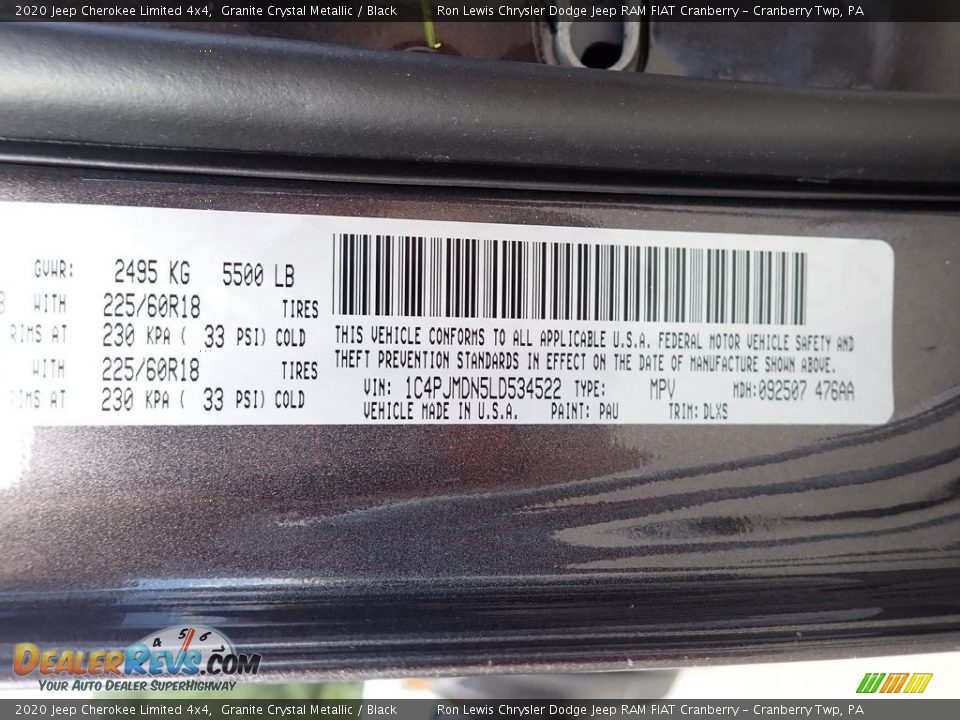 2020 Jeep Cherokee Limited 4x4, Granite Crystal Metallic / Black Ron Lewis Chrysler Dodge Jeep RAM FIAT Cranberry - Cranberry Twp, PA
GVWR: 2495 KG 5500 LB
WITH 225/60R18 TIRES
RIMS AT 230 KPA ( 33 PSI) COLD
WITH 225/60R18 TIRES
RIMS AT 230 KPA ( 33 PSI) COLD
THIS VEHICLE CONFORMS TO ALL APPLICABLE U.S.A. FEDERAL MOTOR VEHICLE SAFETY AND
THEFT PREVENTION STANDARDS IN EFFECT ON THE DATE OF MANUFACTURE SHOWN ABOVE.
VIN: 1C4PJMDN5LD534522 TYPE: MPV MDH:092507 476AA
VEHICLE MADE IN U.S.A. PAINT: PAU TRIM: DLXS
4 5 6
DealerRevs.com
Your Auto Dealer SuperHighway
2020 Jeep Cherokee Limited 4x4, Granite Crystal Metallic / Black Ron Lewis Chrysler Dodge Jeep RAM FIAT Cranberry - Cranberry Twp, PA